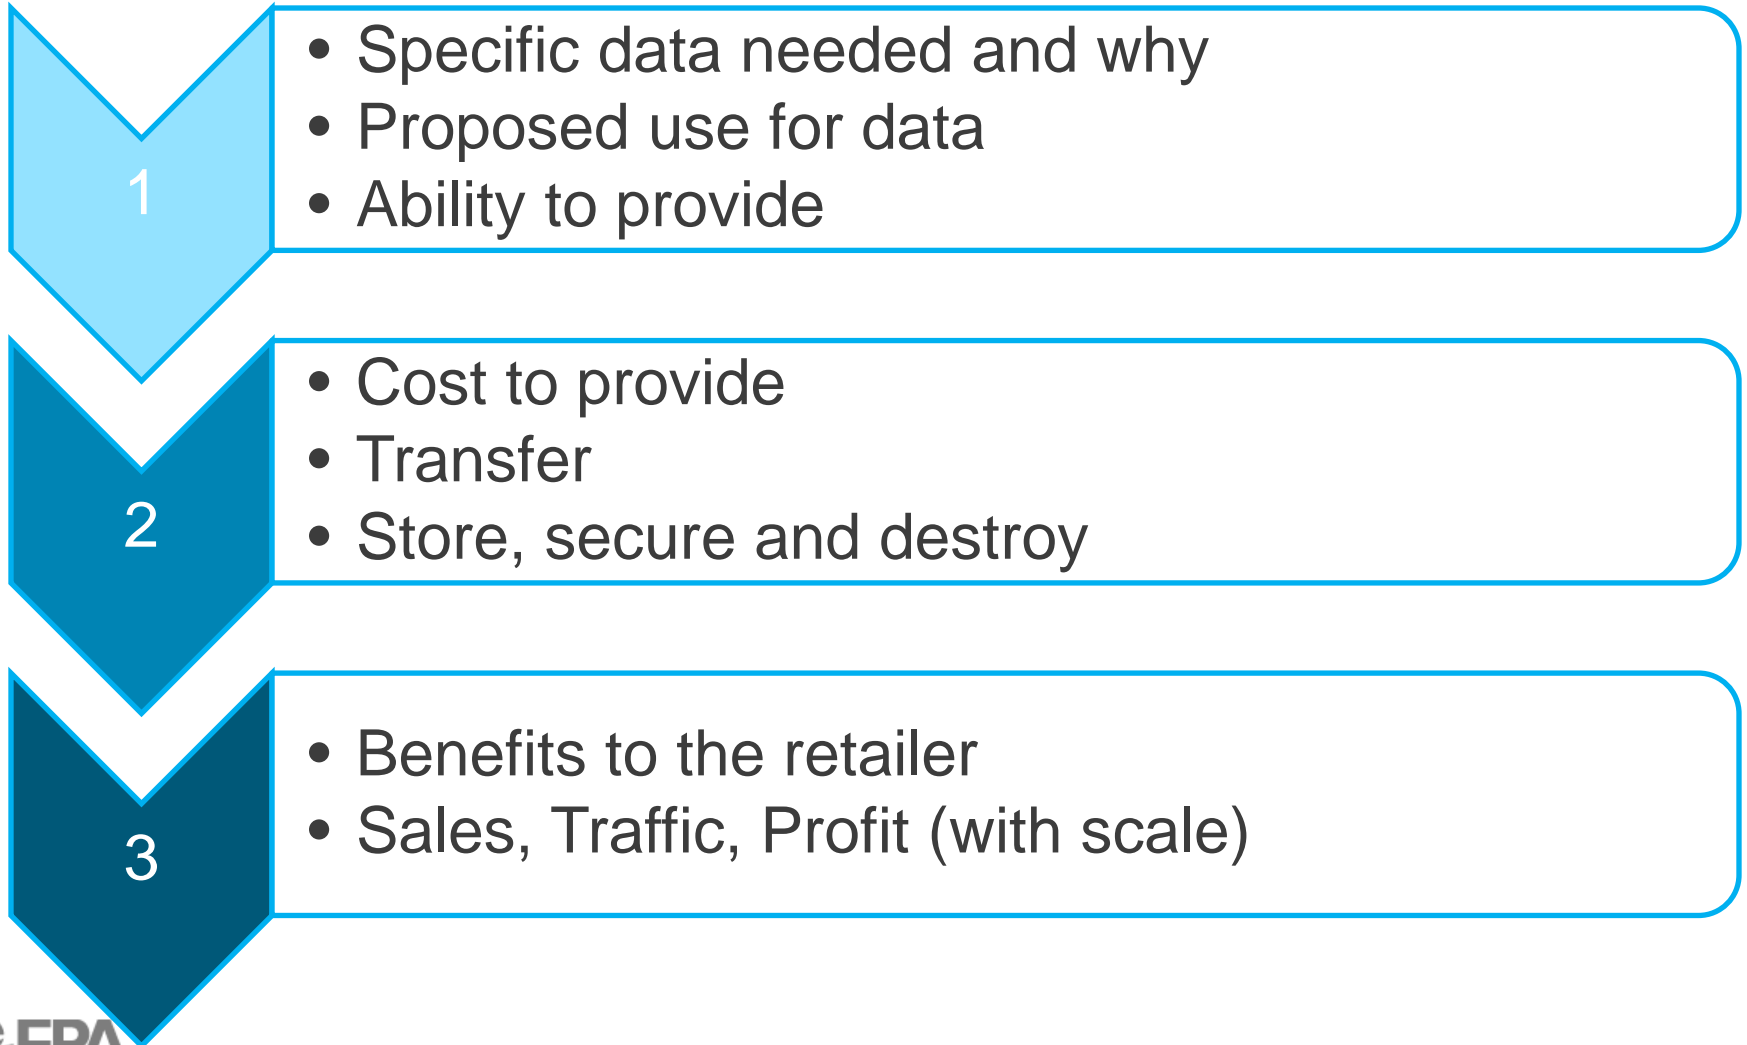 1
• Specific data needed and why
• Proposed use for data
• Ability to provide
2
• Cost to provide
• Transfer
• Store, secure and destroy
3
• Benefits to the retailer
• Sales, Traffic, Profit (with scale)
EPA